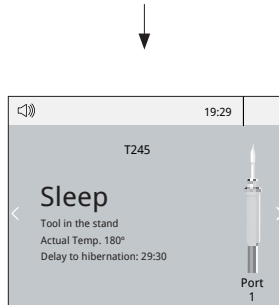 19:29
T245
Sleep
Tool in the stand
Actual Temp. 180º
Delay to hibernation: 29:30
Port
1